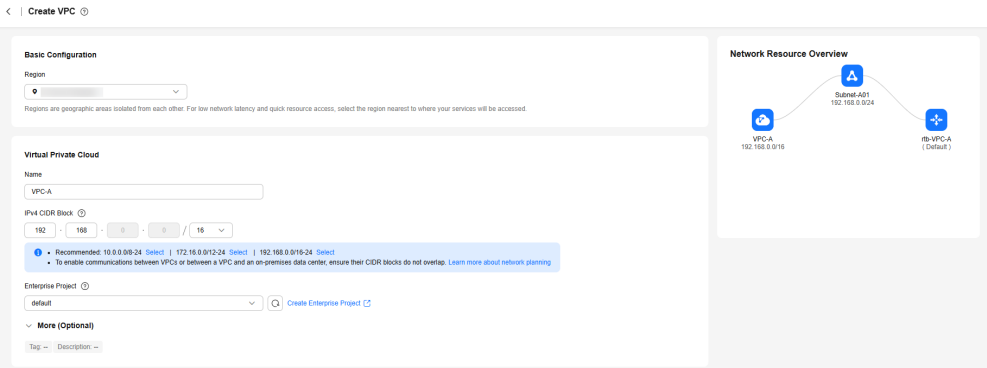 Create VPC
Basic Configuration
Region
Regions are geographic areas isolated from each other. For low network latency and quick resource access, select the region nearest to where your services will be accessed.
Virtual Private Cloud
Name
VPC-A
IPv4 CIDR Block
192 . 168 . 0 . 0 / 16
Recommended: 10.0.0.0/8-24 Select | 172.16.0.0/12-24 Select | 192.168.0.0/16-24 Select
To enable communications between VPCs or between a VPC and an on-premises data center, ensure their CIDR blocks do not overlap. Learn more about network planning
Enterprise Project
default Create Enterprise Project
More (Optional)
Tag: -- Description: --
Network Resource Overview
Subnet-A01
192.168.0.0/24
VPC-A
192.168.0.0/16
rtb-VPC-A
( Default )